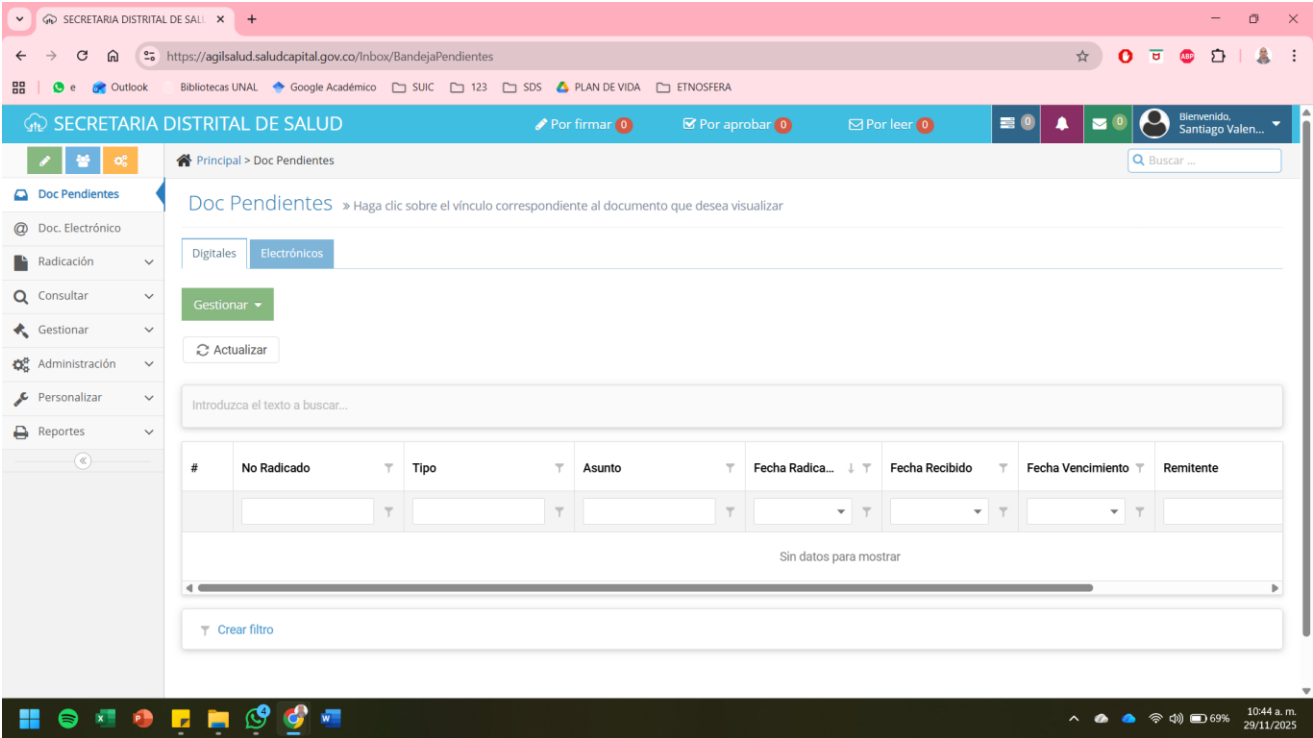 SECRETARIA DISTRITAL DE SAL
https://agilsalud.saludcapital.gov.co/Inbox/BandejaPendientes
ABP
e Outlook Bibliotecas UNAL Google Académico SUIC 123 SDS PLAN DE VIDA ETNOSFERA
SECRETARIA DISTRITAL DE SALUD Por firmar 0 Por aprobar 0 Por leer 0 0 0 Bienvenido,
Santiago Valen...
Principal > Doc Pendientes Buscar ...
Doc Pendientes
Doc. Electrónico
Radicación
Consultar
Gestionar
Administración
Personalizar
Reportes
Doc Pendientes » Haga clic sobre el vínculo correspondiente al documento que desea visualizar
Digitales Electrónicos
Gestionar
Actualizar
Introduzca el texto a buscar...
# No Radicado Tipo Asunto Fecha Radica... Fecha Recibido Fecha Vencimiento Remitente
Sin datos para mostrar
Crear filtro
4
69% 10:44 a. m.
29/11/2025